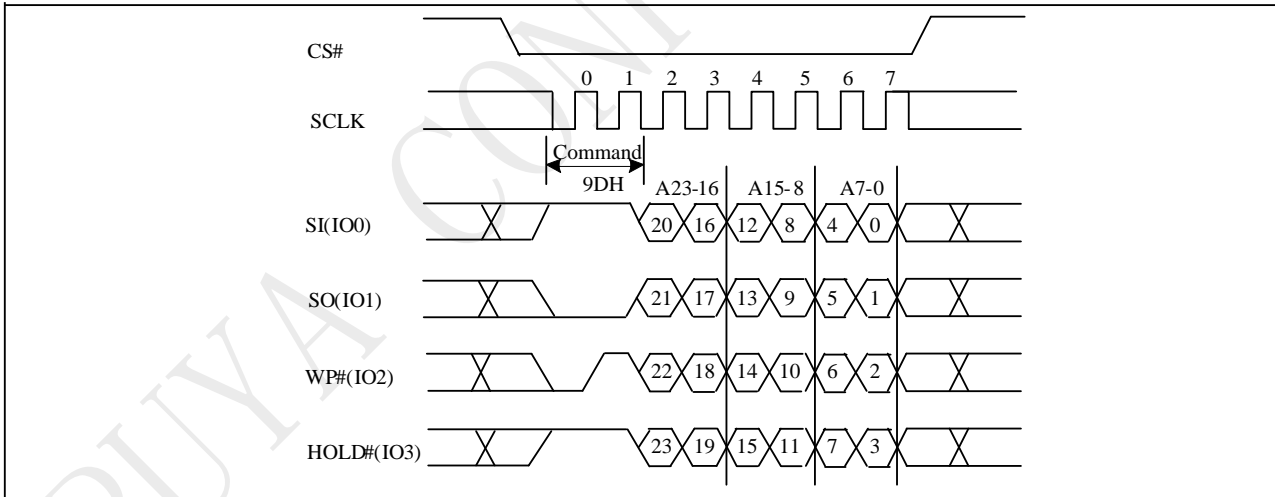 CS#
0 1 2 3 4 5 6 7
SCLK
Command
9DH A23-16 A15-8 A7-0
SI(IO0) 20 16 12 8 4 0
SO(IO1) 21 17 13 9 5 1
WP#(IO2) 22 18 14 10 6 2
HOLD#(IO3) 23 19 15 11 7 3
PUYA CONF